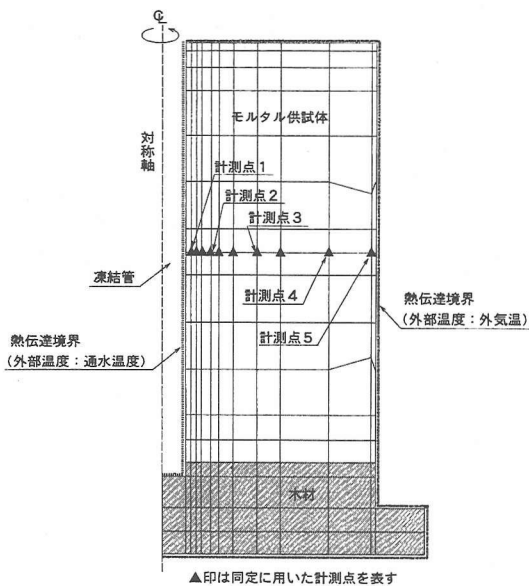 ℄
対称軸
モルタル供試体
計測点1
計測点2
計測点3
凍結管
計測点4
計測点5
熱伝達境界
(外部温度：通水温度)
熱伝達境界
(外部温度：外気温)
木材
▲印は同定に用いた計測点を表す